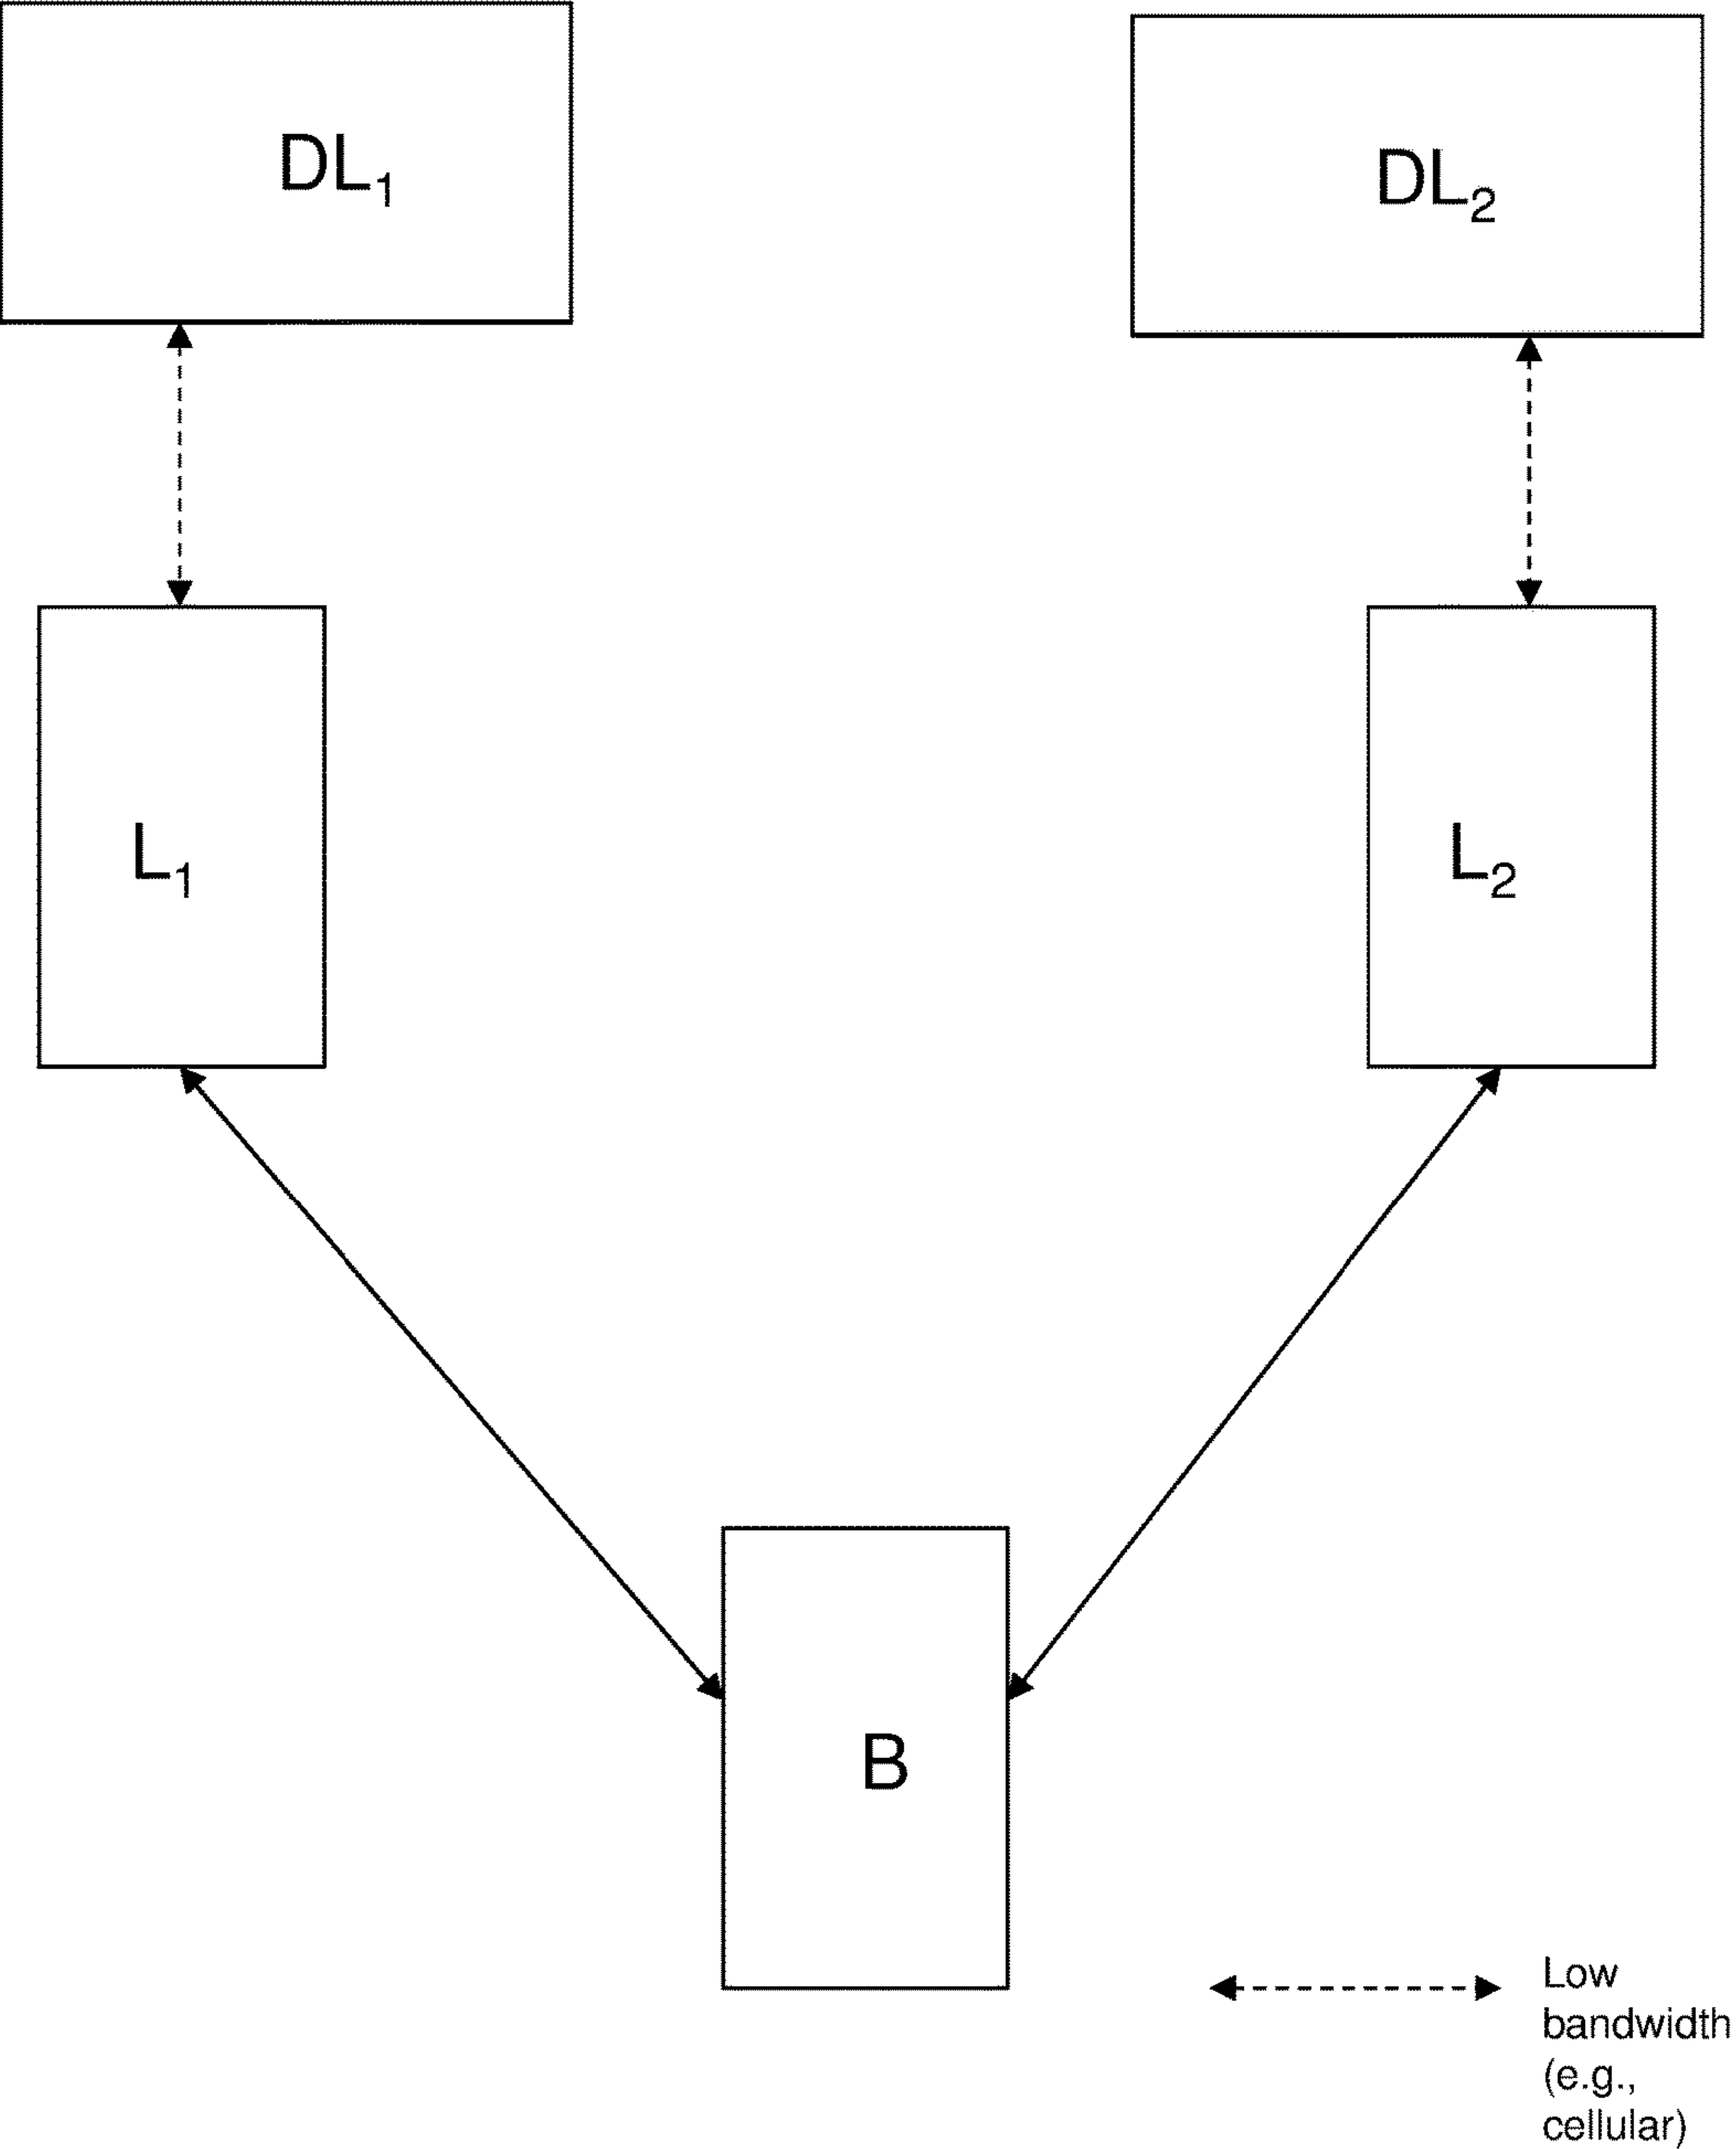 DL₁
DL₂
L₁
L₂
B
Low
bandwidth
(e.g.,
cellular)